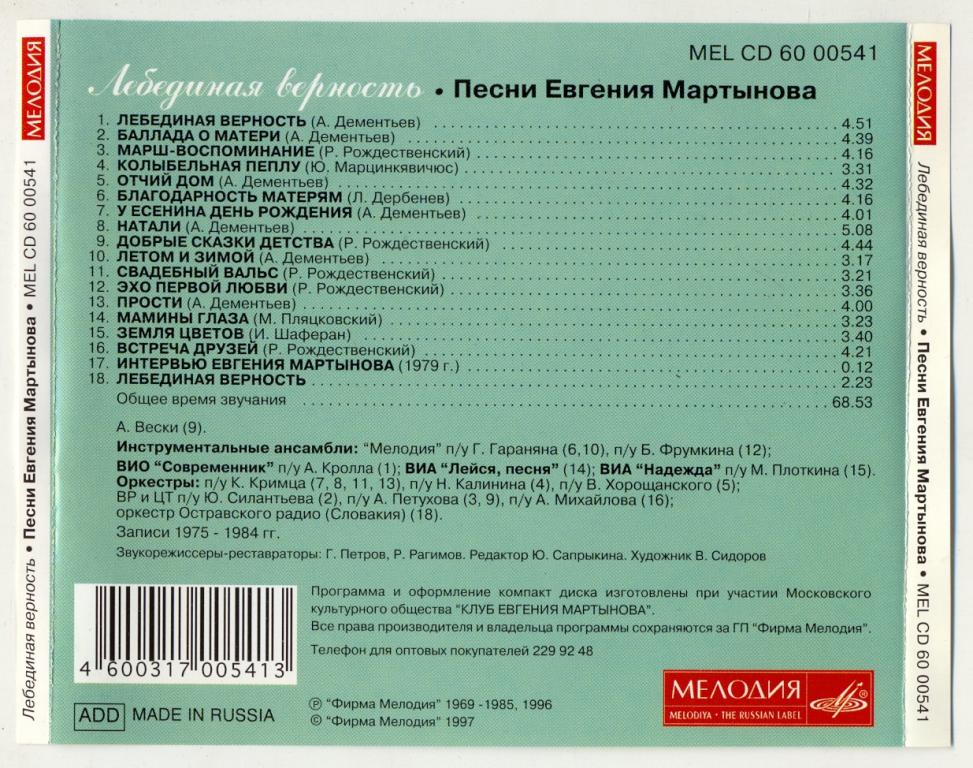 МЕЛОДИЯ
Лебединая верность • Песни Евгения Мартынова • MEL CD 60 00541
MEL CD 60 00541
Лебединая верность • Песни Евгения Мартынова
1. ЛЕБЕДИНАЯ ВЕРНОСТЬ (А. Дементьев) 4.51
2. БАЛЛАДА О МАТЕРИ (А. Дементьев) 4.39
3. МАРШ-ВОСПОМИНАНИЕ (Р. Рождественский) 4.16
4. КОЛЫБЕЛЬНАЯ ПЕПЛУ (Ю. Марцинкявичюс) 3.31
5. ОТЧИЙ ДОМ (А. Дементьев) 4.32
6. БЛАГОДАРНОСТЬ МАТЕРЯМ (Л. Дербенев) 4.16
7. У ЕСЕНИНА ДЕНЬ РОЖДЕНИЯ (А. Дементьев) 4.01
8. НАТАЛИ (А. Дементьев) 5.08
9. ДОБРЫЕ СКАЗКИ ДЕТСТВА (Р. Рождественский) 4.44
10. ЛЕТОМ И ЗИМОЙ (А. Дементьев) 3.17
11. СВАДЕБНЫЙ ВАЛЬС (Р. Рождественский) 3.21
12. ЭХО ПЕРВОЙ ЛЮБВИ (Р. Рождественский) 3.36
13. ПРОСТИ (А. Дементьев) 4.00
14. МАМИНЫ ГЛАЗА (М. Пляцковский) 3.23
15. ЗЕМЛЯ ЦВЕТОВ (И. Шаферан) 3.40
16. ВСТРЕЧА ДРУЗЕЙ (Р. Рождественский) 4.21
17. ИНТЕРВЬЮ ЕВГЕНИЯ МАРТЫНОВА (1979 г.) 0.12
18. ЛЕБЕДИНАЯ ВЕРНОСТЬ 2.23
Общее время звучания 68.53
А. Вески (9).
Инструментальные ансамбли: "Мелодия" п/у Г. Гараняна (6,10), п/у Б. Фрумкина (12);
ВИО "Современник" п/у А. Кролла (1); ВИА "Лейся, песня" (14); ВИА "Надежда" п/у М. Плоткина (15).
Оркестры: п/у К. Кримца (7, 8, 11, 13), п/у Н. Калинина (4), п/у В. Хорощанского (5);
ВР и ЦТ п/у Ю. Силантьева (2), п/у А. Петухова (3, 9), п/у А. Михайлова (16);
оркестр Остравского радио (Словакия) (18).
Записи 1975 - 1984 гг.
Звукорежиссеры-реставраторы: Г. Петров, Р. Рагимов. Редактор Ю. Сапрыкина. Художник В. Сидоров
Программа и оформление компакт диска изготовлены при участии Московского
культурного общества "КЛУБ ЕВГЕНИЯ МАРТЫНОВА".
Все права производителя и владельца программы сохраняются за ГП "Фирма Мелодия".
Телефон для оптовых покупателей 229 92 48
4 600317 005413
ADD MADE IN RUSSIA
℗ "Фирма Мелодия" 1969 -1985, 1996
© "Фирма Мелодия" 1997
МЕЛОДИЯ ®
MELODIYA · THE RUSSIAN LABEL
МЕЛОДИЯ
Лебединая верность • Песни Евгения Мартынова • MEL CD 60 00541